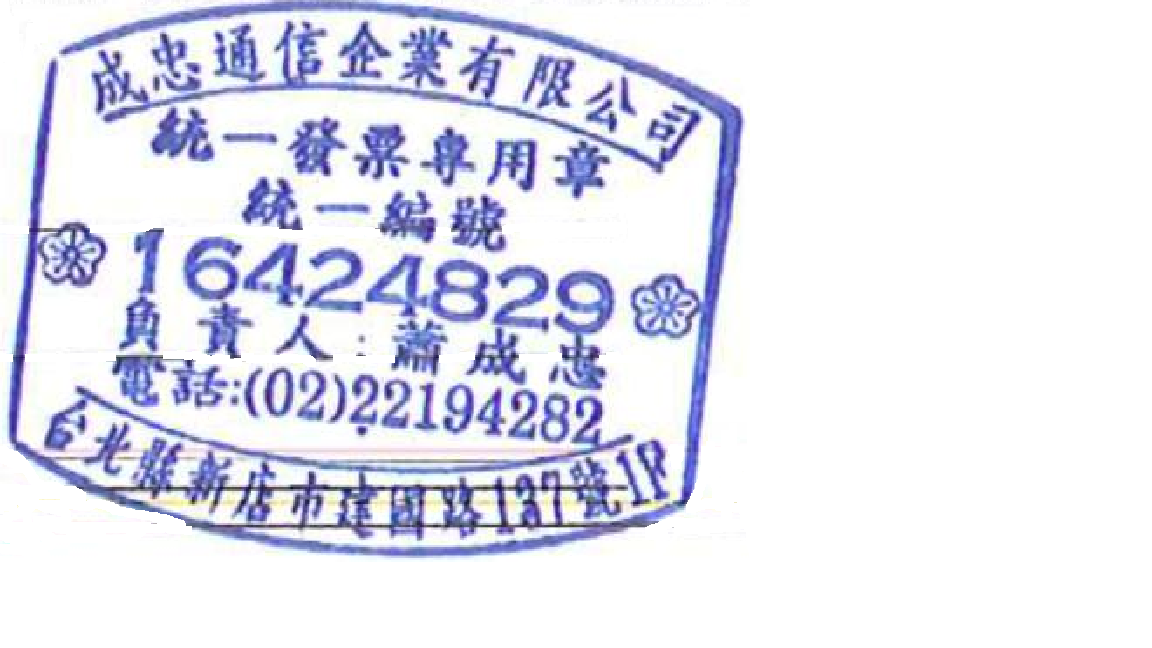 成忠通信企業有限公司
統一發票專用章
統一編號
16424829
負責人:蕭成忠
電話:(02)22194282
台北縣新店市建國路137號1F